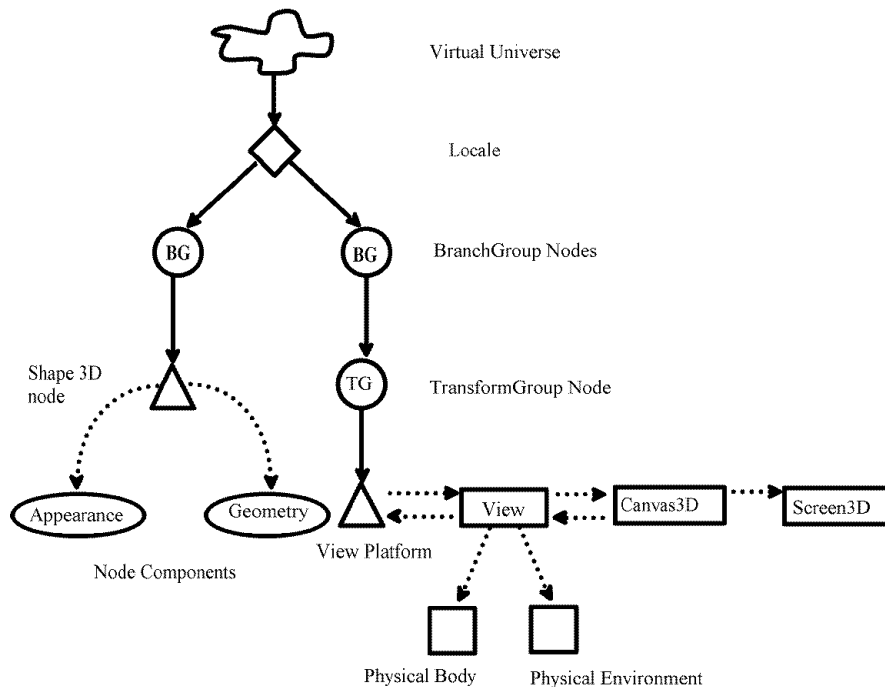 Virtual Universe
Locale
BG
BG
BranchGroup Nodes
Shape 3D
node
TG
TransformGroup Node
Appearance
Geometry
View
Canvas3D
Screen3D
View Platform
Node Components
Physical Body
Physical Environment